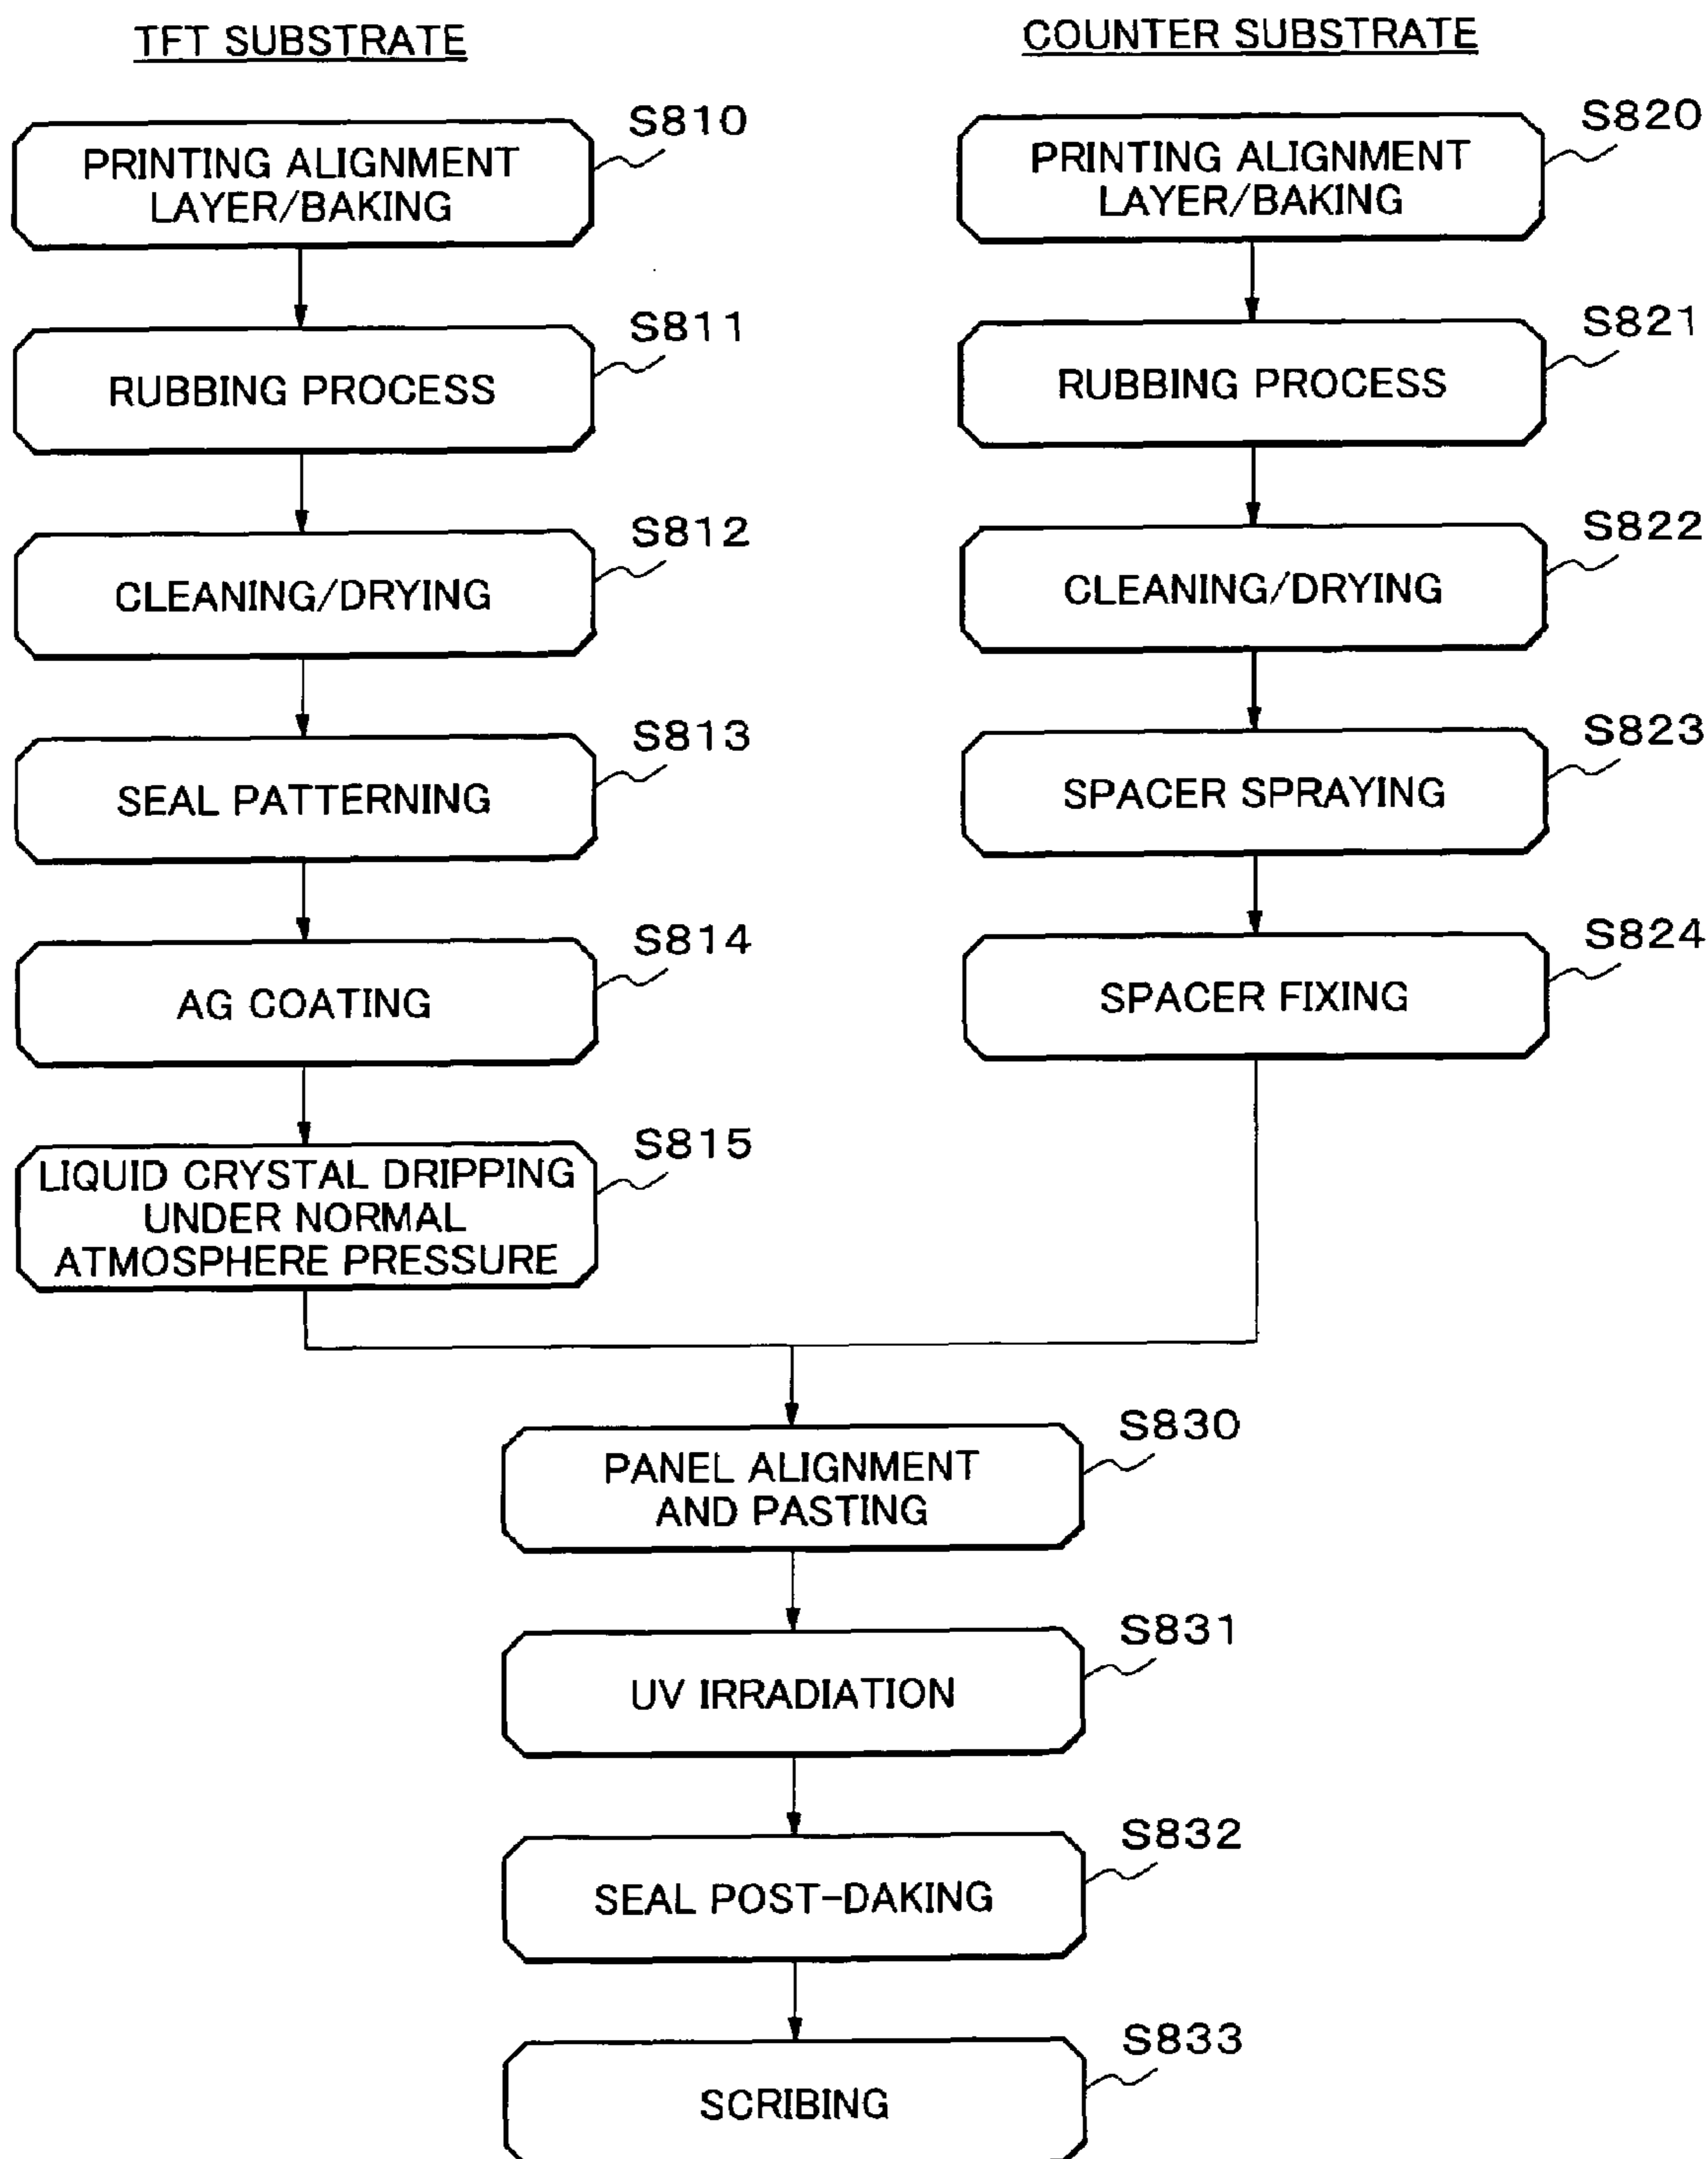 TFT SUBSTRATE
S810
PRINTING ALIGNMENT
LAYER/BAKING
S811
RUBBING PROCESS
S812
CLEANING/DRYING
S813
SEAL PATTERNING
S814
AG COATING
S815
LIQUID CRYSTAL DRIPPING
UNDER NORMAL
ATMOSPHERE PRESSURE
COUNTER SUBSTRATE
S820
PRINTING ALIGNMENT
LAYER/BAKING
S821
RUBBING PROCESS
S822
CLEANING/DRYING
S823
SPACER SPRAYING
S824
SPACER FIXING
S830
PANEL ALIGNMENT
AND PASTING
S831
UV IRRADIATION
S832
SEAL POST-DAKING
S833
SCRIBING